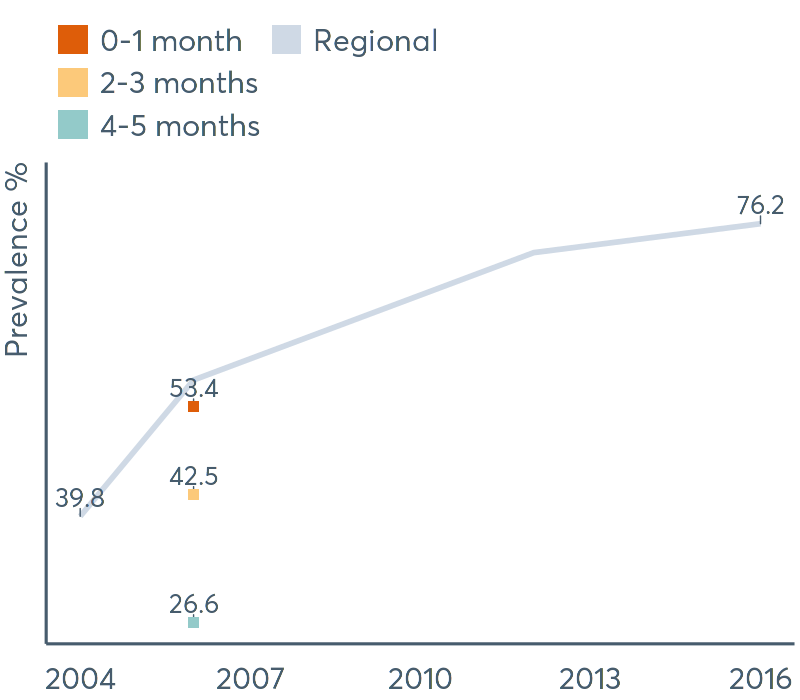 0-1 month
Regional
2-3 months
4-5 months
Prevalence %
76.2
53.4
42.5
39.8
26.6
2004
2007
2010
2013
2016